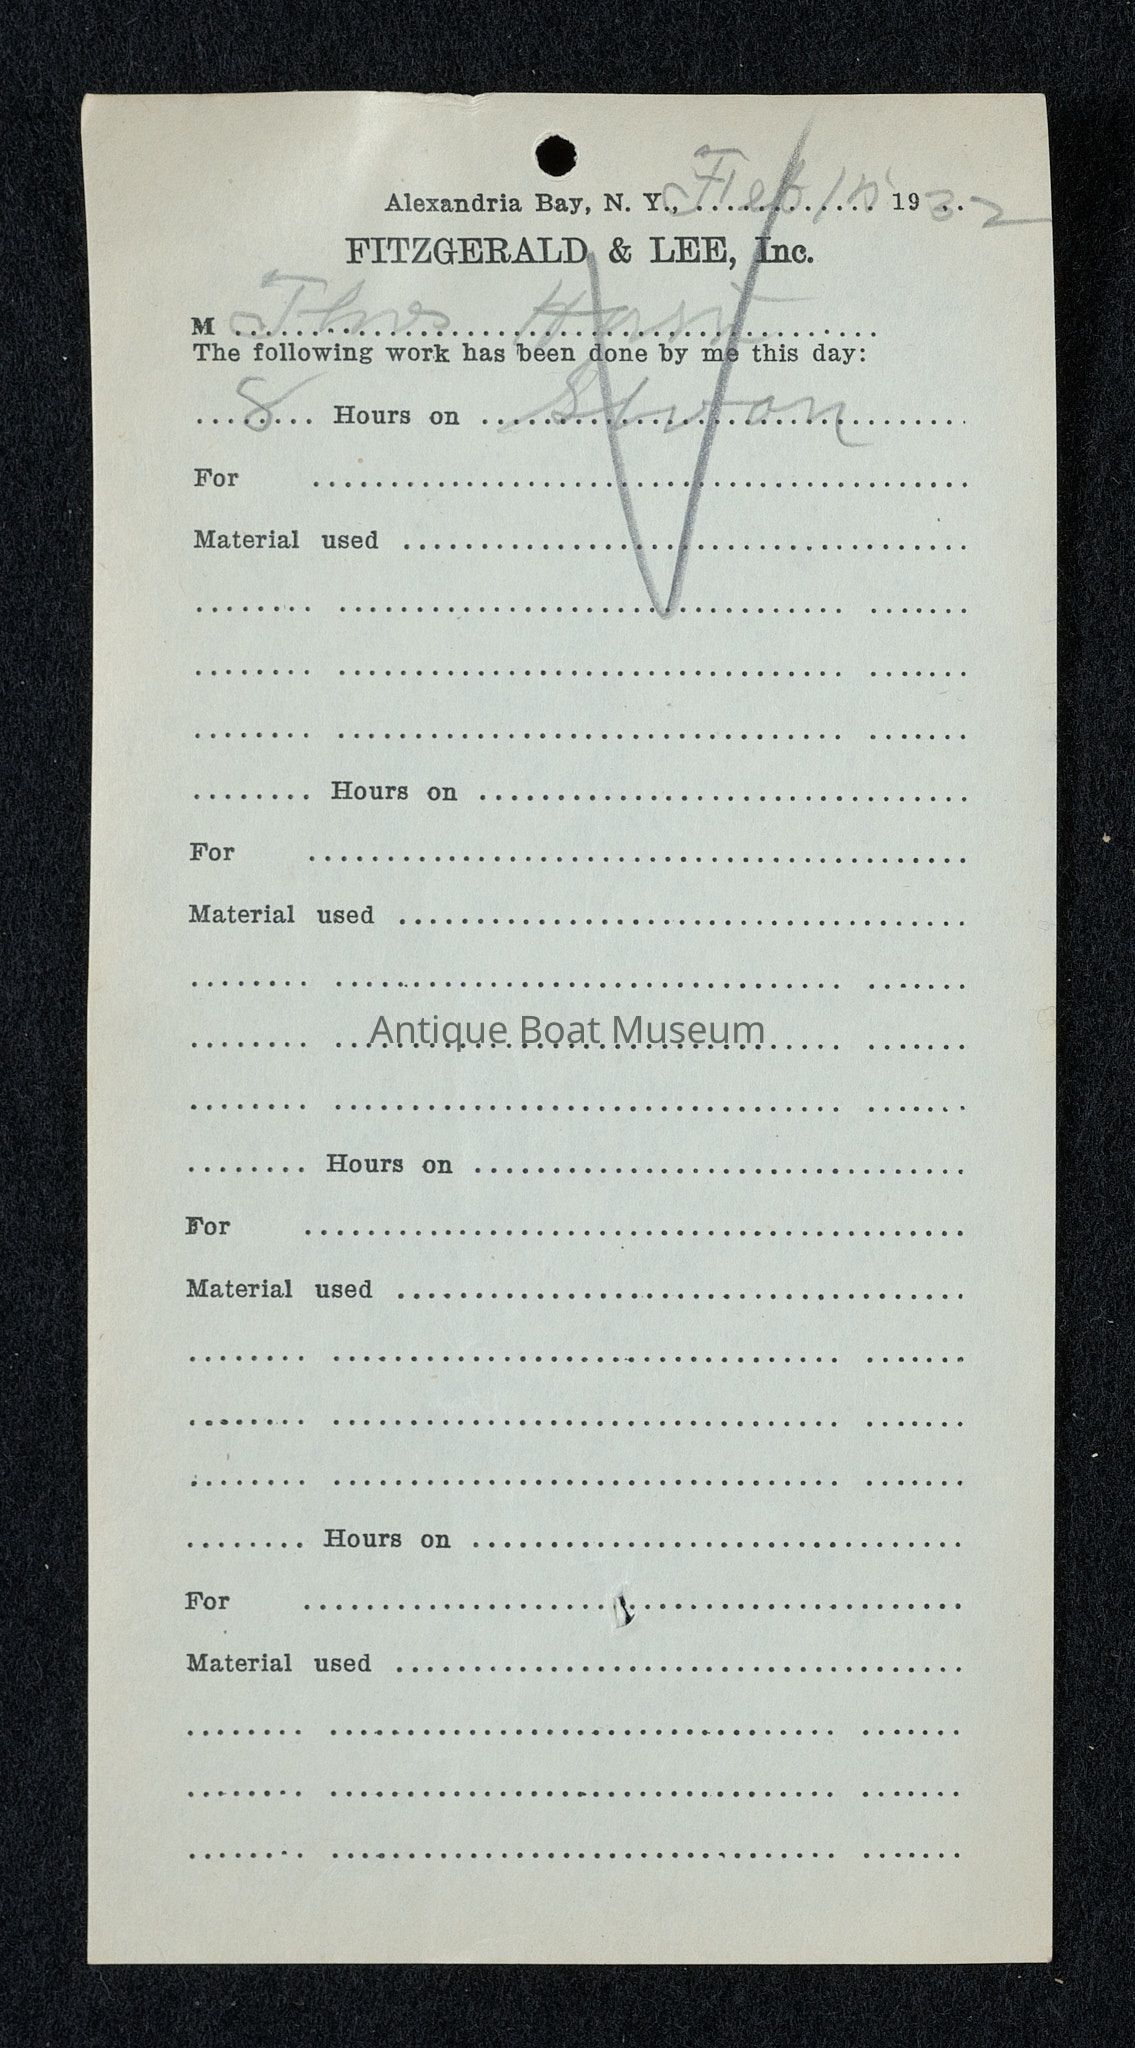 Alexandria Bay, N. Y., Feb 15 1932
FITZGERALD & LEE, Inc.
M Thos Hart
The following work has been done by me this day:
8 Hours on Swan
For
Material used
Hours on
For
Material used
Antique Boat Museum
Hours on
For
Material used
Hours on
For
Material used